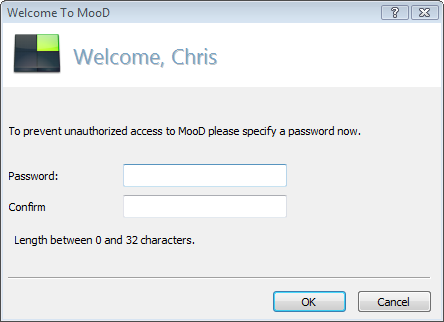 Welcome To MooD
Welcome, Chris
To prevent unauthorized access to MooD please specify a password now.
Password:
Confirm
Length between 0 and 32 characters.
OK Cancel